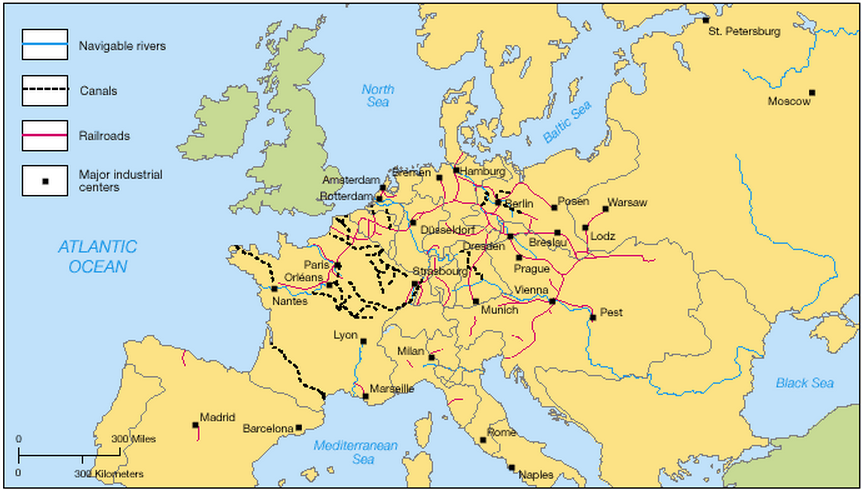 Navigable rivers
Canals
Railroads
Major industrial
centers
St. Petersburg
Moscow
North
Sea
Baltic Sea
Bremen
Hamburg
Amsterdam
Rotterdam
Berlin
Posen
Warsaw
Düsseldorf
Dresden
Breslau
Lodz
ATLANTIC
OCEAN
Paris
Orléans
Strasbourg
Prague
Nantes
Vienna
Munich
Pest
Lyon
Milan
Marseille
Black Sea
Madrid
Barcelona
Rome
Mediterranean
Sea
Naples
0
300 Miles
0
300 Kilometers